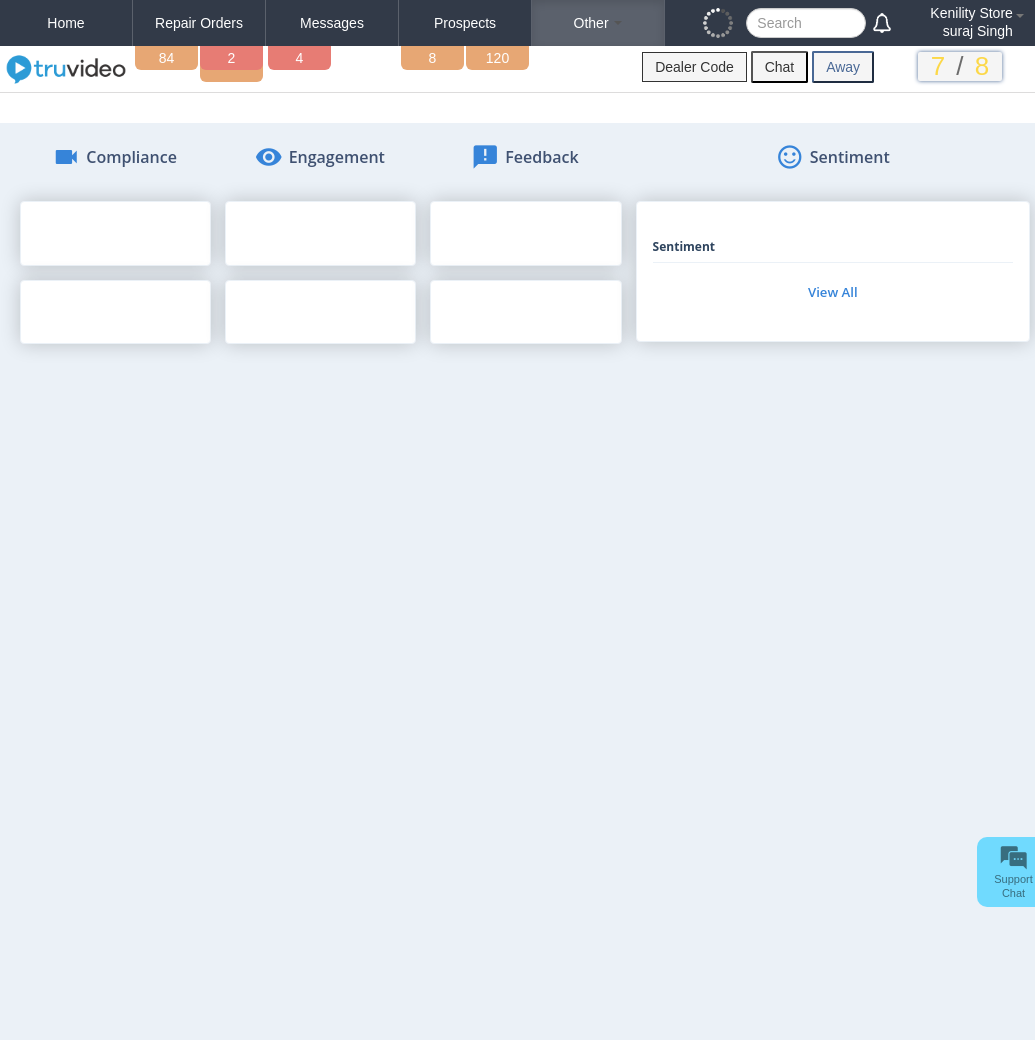 Home
Repair Orders
Messages
Prospects
Other
Search
Kenility Store
suraj Singh
truvideo
84
2
4
8
120
Dealer Code
Chat
Away
7 / 8
Compliance
Engagement
Feedback
Sentiment
Sentiment
View All
Support
Chat